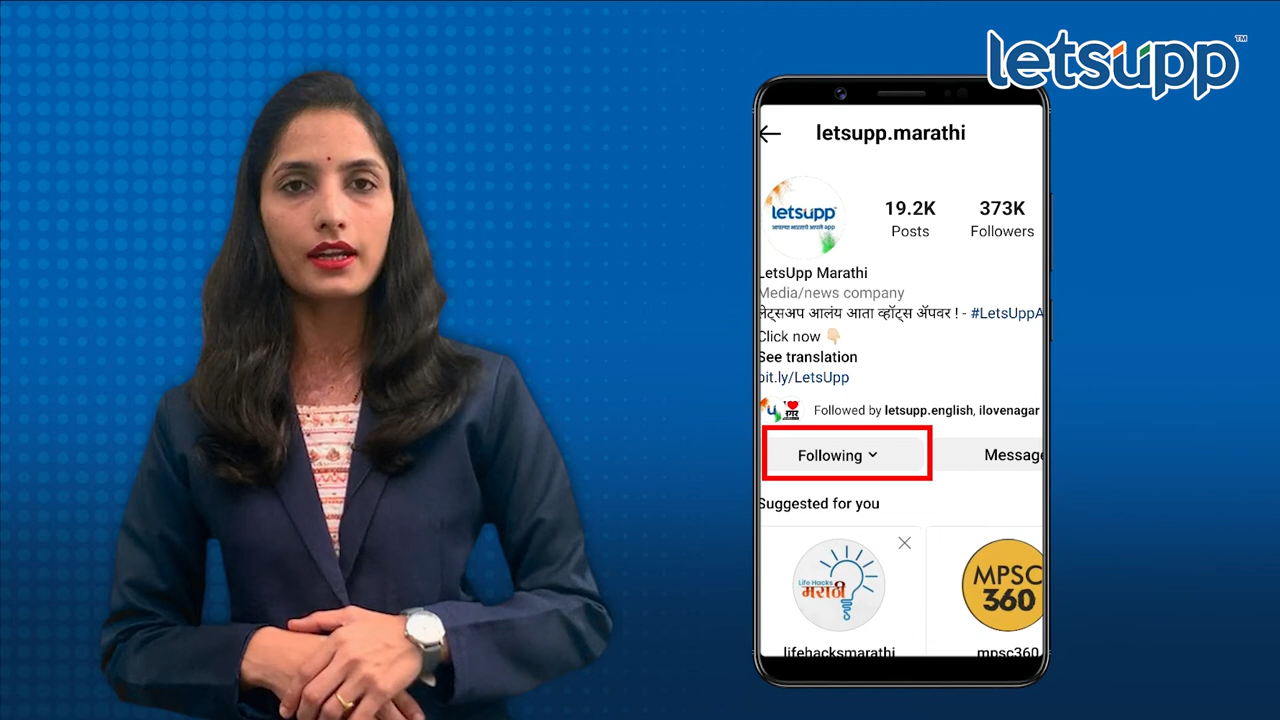 letsupp™
letsupp.marathi
letsupp
19.2K
373K
Posts
Followers
LetsUpp Marathi
Media/news company
लेट्सअप आलंय आता व्हॉट्स ॲपवर ! - #LetsUppA
Click now
See translation
bit.ly/LetsUpp
Followed by letsupp.english, ilovenagar
Following
Message
Suggested for you
Life Hacks
मराठी
MPSC
360
lifehacksmarathi
mpsc360